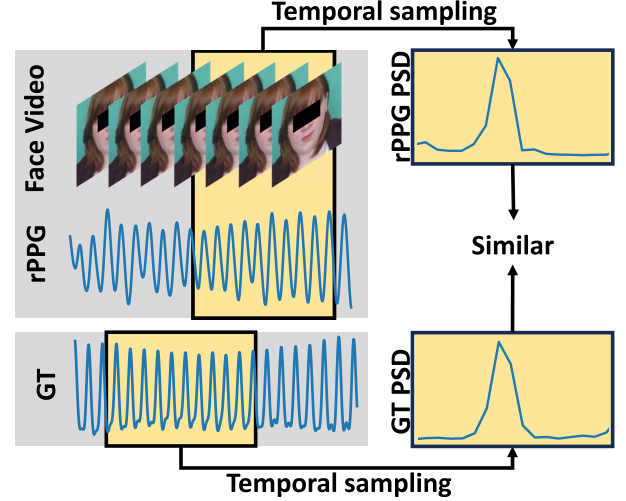 Temporal sampling
Face Video
rPPG
rPPG PSD
Similar
GT
GT PSD
Temporal sampling